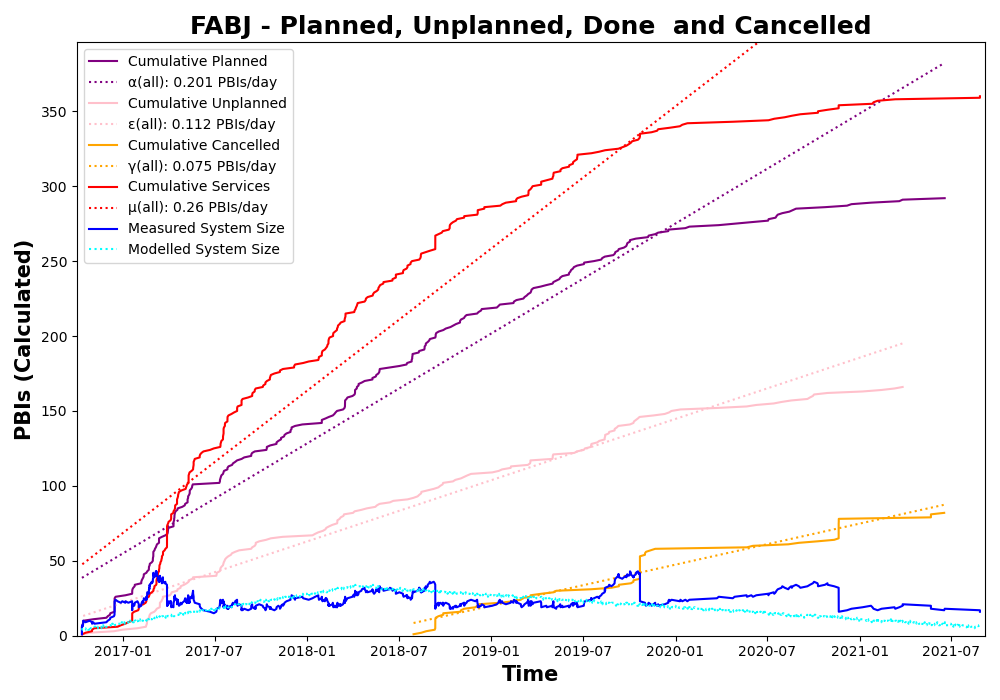 FABJ - Planned, Unplanned, Done  and Cancelled
Cumulative Planned
α(all): 0.201 PBIs/day
Cumulative Unplanned
ε(all): 0.112 PBIs/day
Cumulative Cancelled
γ(all): 0.075 PBIs/day
Cumulative Services
μ(all): 0.26 PBIs/day
Measured System Size
Modelled System Size
PBIs (Calculated)
350
300
250
200
150
100
50
0
2017-01 2017-07 2018-01 2018-07 2019-01 2019-07 2020-01 2020-07 2021-01 2021-07
Time